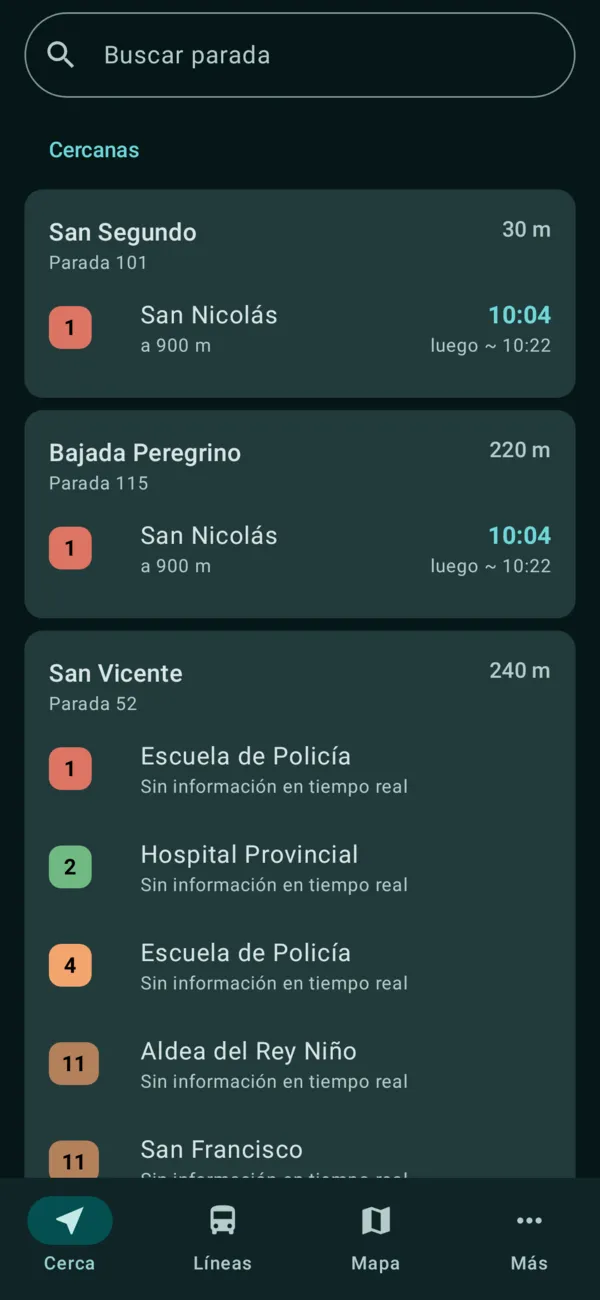 Buscar parada
Cercanas
San Segundo 30 m
Parada 101
1 San Nicolás 10:04
a 900 m luego ~ 10:22
Bajada Peregrino 220 m
Parada 115
1 San Nicolás 10:04
a 900 m luego ~ 10:22
San Vicente 240 m
Parada 52
1 Escuela de Policía
Sin información en tiempo real
2 Hospital Provincial
Sin información en tiempo real
4 Escuela de Policía
Sin información en tiempo real
11 Aldea del Rey Niño
Sin información en tiempo real
11 San Francisco
Cerca Líneas Mapa Más